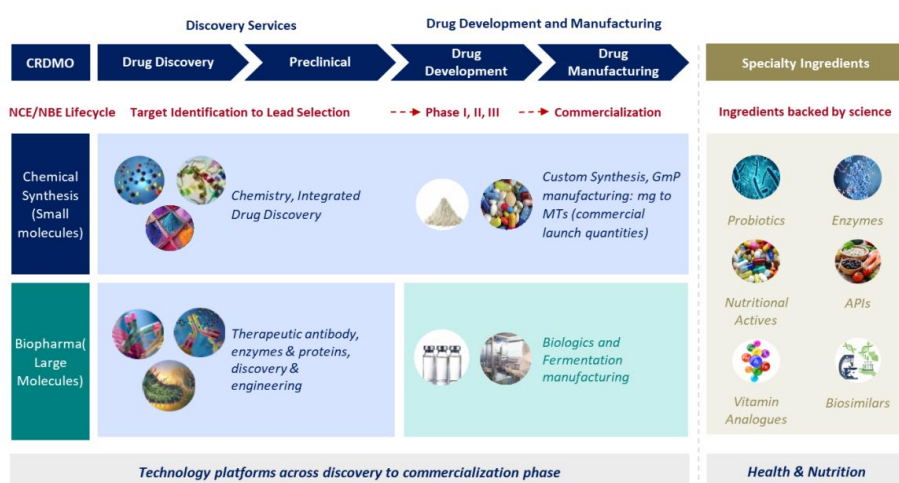 Discovery Services
Drug Development and Manufacturing
CRDMO
Drug Discovery
Preclinical
Drug
Development
Drug
Manufacturing
Specialty Ingredients
NCE/NBE Lifecycle
Target Identification to Lead Selection
Phase I, II, III
Commercialization
Ingredients backed by science
Chemical
Synthesis
(Small
molecules)
Chemistry, Integrated
Drug Discovery
Custom Synthesis, GmP
manufacturing: mg to
MTs (commercial
launch quantities)
Probiotics
Enzymes
Nutritional
Actives
APIs
Biopharma(
Large
Molecules)
Therapeutic antibody,
enzymes & proteins,
discovery &
engineering
Biologics and
Fermentation
manufacturing
Vitamin
Analogues
Biosimilars
Technology platforms across discovery to commercialization phase
Health & Nutrition